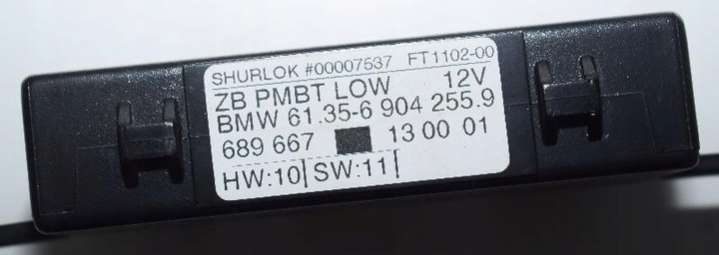 SHURLOK #00007537 FT1102-00
ZB PMBT LOW 12V
BMW 61.35-6 904 255.9
689 667 13 00 01
HW:10| SW:11|